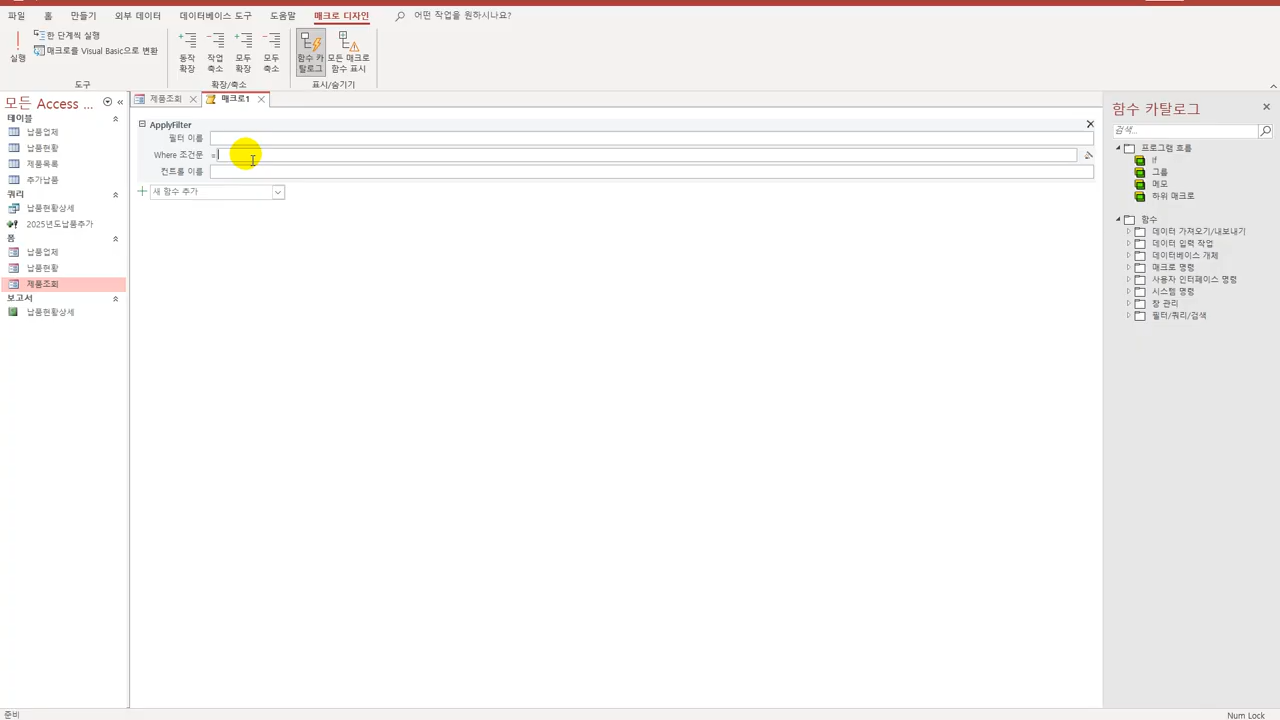 파일 홈 만들기 외부 데이터 데이터베이스 도구 도움말 매크로 디자인 어떤 작업을 원하시나요?
실행
한 단계씩 실행
매크로를 Visual Basic으로 변환
도구
동작 확장
작업 축소
모두 확장
모두 축소
확장/축소
함수 카탈로그
모든 매크로 함수 표시
표시/숨기기
모든 Access ...
테이블
납품업체
납품현황
제품목록
추가납품
쿼리
납품현황상세
2025년도납품추가
폼
납품업체
납품현황
제품조회
보고서
납품현황상세
제품조회
매크로1
ApplyFilter
필터 이름
Where 조건문 =
컨트롤 이름
새 함수 추가
함수 카탈로그
검색...
프로그램 흐름
If
그룹
메모
하위 매크로
함수
데이터 가져오기/내보내기
데이터 입력 작업
데이터베이스 개체
매크로 명령
사용자 인터페이스 명령
시스템 명령
창 관리
필터/쿼리/검색
준비
Num Lock